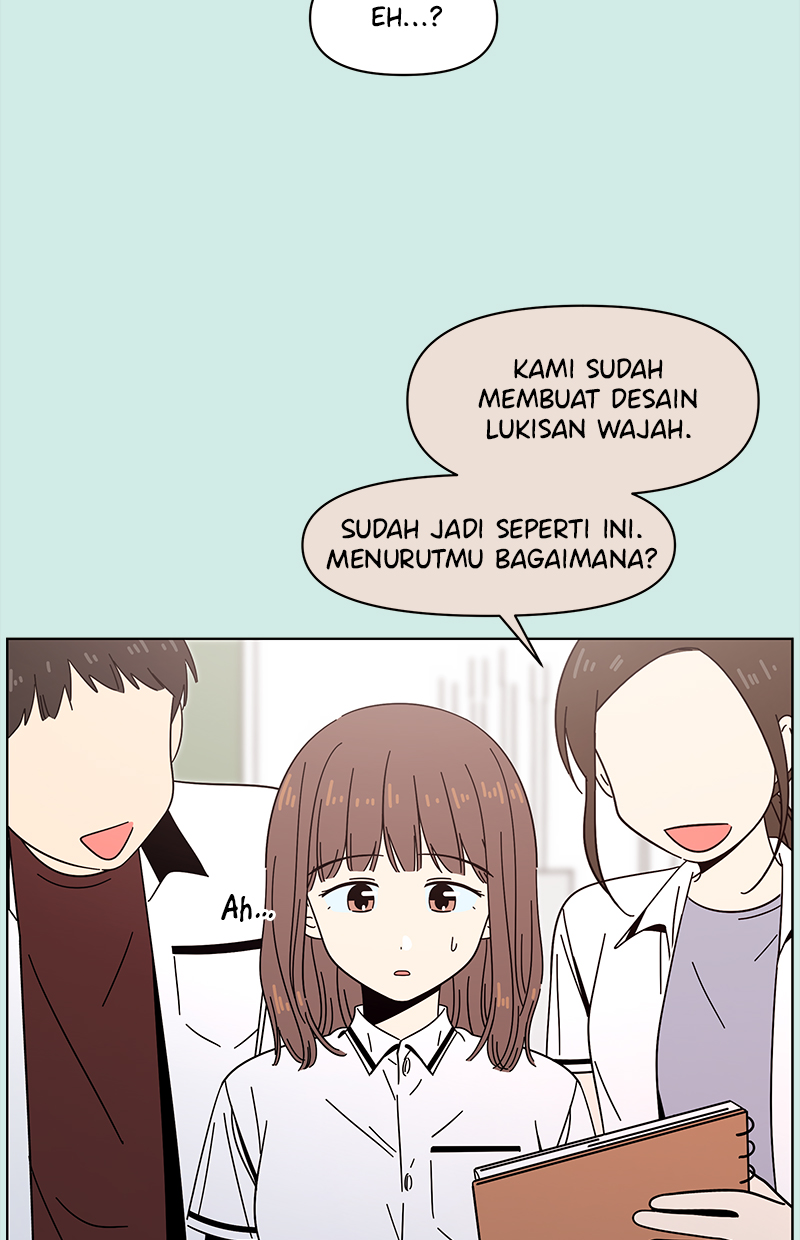 EH...?
KAMI SUDAH
MEMBUAT DESAIN
LUKISAN WAJAH.
SUDAH JADI SEPERTI INI.
MENURUTMU BAGAIMANA?
Ah...